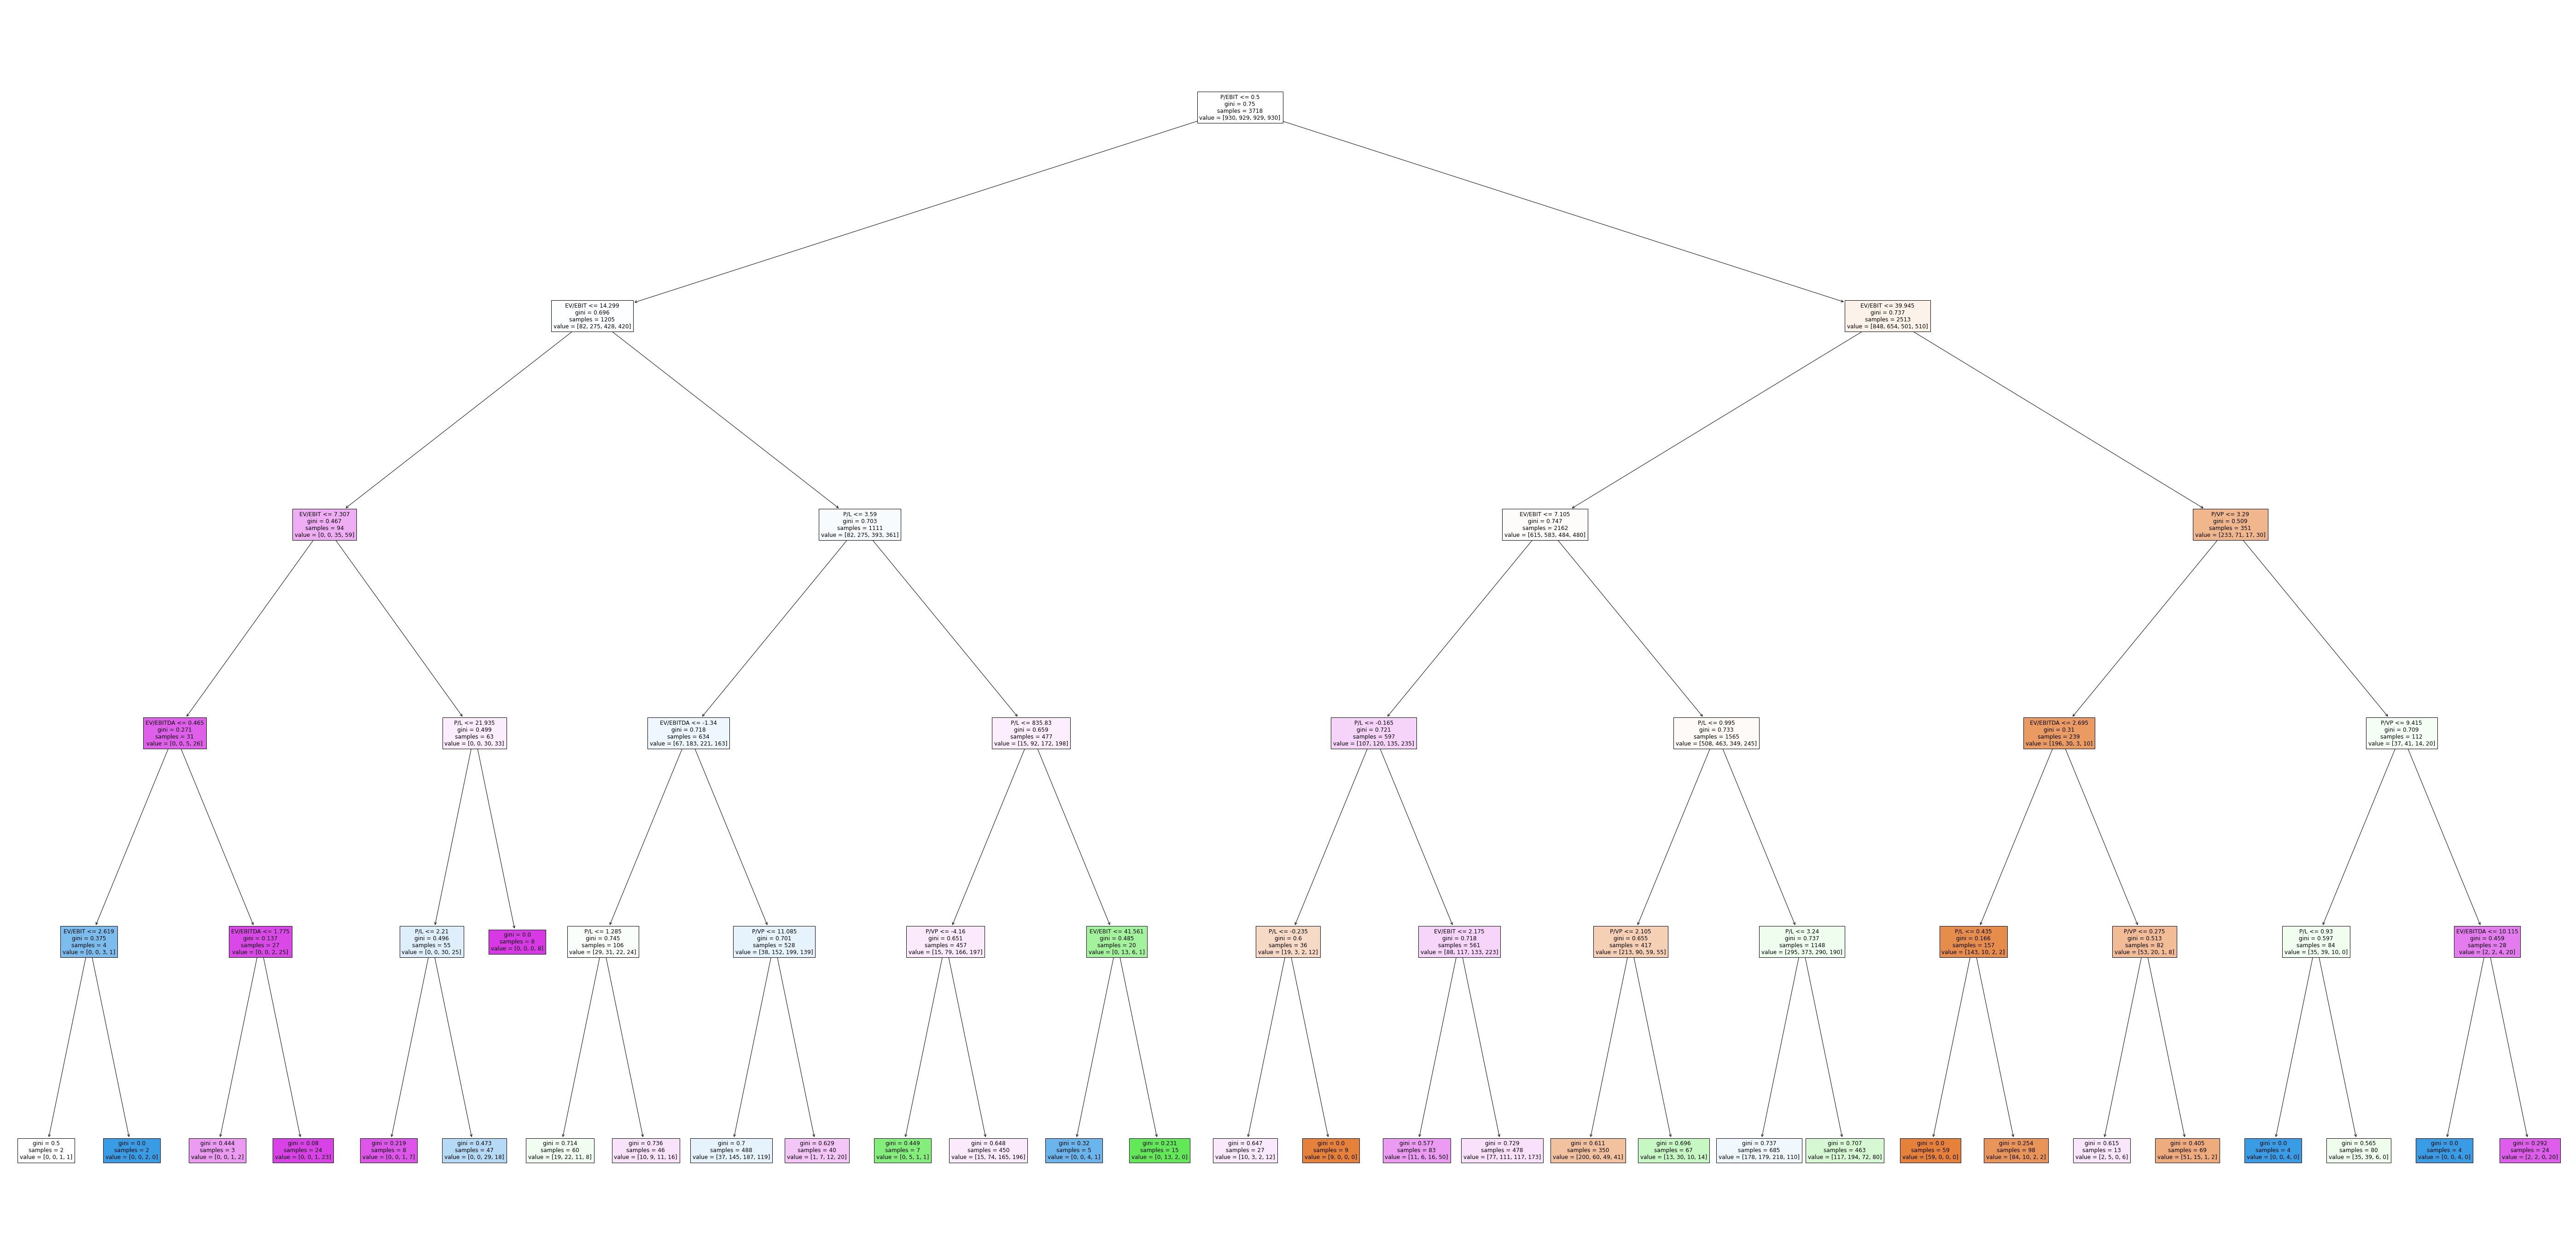 P/EBIT <= 0.5
gini = 0.75
samples = 3718
value = [930, 929, 929, 930]
EV/EBIT <= 14.299
gini = 0.696
samples = 1205
value = [82, 275, 428, 420]
EV/EBIT <= 39.945
gini = 0.737
samples = 2513
value = [848, 654, 501, 510]
EV/EBIT <= 7.307
gini = 0.467
samples = 94
value = [0, 0, 35, 59]
P/L <= 3.59
gini = 0.703
samples = 1111
value = [82, 275, 393, 361]
EV/EBIT <= 7.105
gini = 0.747
samples = 2162
value = [615, 583, 484, 480]
P/VP <= 3.29
gini = 0.509
samples = 351
value = [233, 71, 17, 30]
EV/EBITDA <= 0.465
gini = 0.271
samples = 31
value = [0, 0, 5, 26]
P/L <= 21.935
gini = 0.499
samples = 63
value = [0, 0, 30, 33]
EV/EBITDA <= -1.34
gini = 0.718
samples = 634
value = [67, 183, 221, 163]
P/L <= 835.83
gini = 0.659
samples = 477
value = [15, 92, 172, 198]
P/L <= -0.165
gini = 0.721
samples = 597
value = [107, 120, 135, 235]
P/L <= 0.995
gini = 0.733
samples = 1565
value = [508, 463, 349, 245]
EV/EBITDA <= 2.695
gini = 0.31
samples = 239
value = [196, 30, 3, 10]
P/VP <= 9.415
gini = 0.709
samples = 112
value = [37, 41, 14, 20]
EV/EBIT <= 2.619
gini = 0.375
samples = 4
value = [0, 0, 3, 1]
EV/EBITDA <= 1.775
gini = 0.137
samples = 27
value = [0, 0, 2, 25]
P/L <= 2.21
gini = 0.496
samples = 55
value = [0, 0, 30, 25]
gini = 0.0
samples = 8
value = [0, 0, 0, 8]
P/L <= 1.285
gini = 0.745
samples = 106
value = [29, 31, 22, 24]
P/VP <= 11.085
gini = 0.701
samples = 528
value = [38, 152, 199, 139]
P/VP <= -4.16
gini = 0.651
samples = 457
value = [15, 79, 166, 197]
EV/EBIT <= 41.561
gini = 0.485
samples = 20
value = [0, 13, 6, 1]
P/L <= -0.235
gini = 0.6
samples = 36
value = [19, 3, 2, 12]
EV/EBIT <= 2.175
gini = 0.718
samples = 561
value = [88, 117, 133, 223]
P/VP <= 2.105
gini = 0.655
samples = 417
value = [213, 90, 59, 55]
P/L <= 3.24
gini = 0.737
samples = 1148
value = [295, 373, 290, 190]
P/L <= 0.435
gini = 0.166
samples = 157
value = [143, 10, 2, 2]
P/VP <= 0.275
gini = 0.513
samples = 82
value = [53, 20, 1, 8]
P/L <= 0.93
gini = 0.597
samples = 84
value = [35, 39, 10, 0]
EV/EBITDA <= 10.115
gini = 0.459
samples = 28
value = [2, 2, 4, 20]
gini = 0.5
samples = 2
value = [0, 0, 1, 1]
gini = 0.0
samples = 2
value = [0, 0, 2, 0]
gini = 0.444
samples = 3
value = [0, 0, 1, 2]
gini = 0.08
samples = 24
value = [0, 0, 1, 23]
gini = 0.219
samples = 8
value = [0, 0, 1, 7]
gini = 0.473
samples = 47
value = [0, 0, 29, 18]
gini = 0.714
samples = 60
value = [19, 22, 11, 8]
gini = 0.736
samples = 46
value = [10, 9, 11, 16]
gini = 0.7
samples = 488
value = [37, 145, 187, 119]
gini = 0.629
samples = 40
value = [1, 7, 12, 20]
gini = 0.449
samples = 7
value = [0, 5, 1, 1]
gini = 0.648
samples = 450
value = [15, 74, 165, 196]
gini = 0.32
samples = 5
value = [0, 0, 4, 1]
gini = 0.231
samples = 15
value = [0, 13, 2, 0]
gini = 0.647
samples = 27
value = [10, 3, 2, 12]
gini = 0.0
samples = 9
value = [9, 0, 0, 0]
gini = 0.577
samples = 83
value = [11, 6, 16, 50]
gini = 0.729
samples = 478
value = [77, 111, 117, 173]
gini = 0.611
samples = 350
value = [200, 60, 49, 41]
gini = 0.696
samples = 67
value = [13, 30, 10, 14]
gini = 0.737
samples = 685
value = [178, 179, 218, 110]
gini = 0.707
samples = 463
value = [117, 194, 72, 80]
gini = 0.0
samples = 59
value = [59, 0, 0, 0]
gini = 0.254
samples = 98
value = [84, 10, 2, 2]
gini = 0.615
samples = 13
value = [2, 5, 0, 6]
gini = 0.405
samples = 69
value = [51, 15, 1, 2]
gini = 0.0
samples = 4
value = [0, 0, 4, 0]
gini = 0.565
samples = 80
value = [35, 39, 6, 0]
gini = 0.0
samples = 4
value = [0, 0, 4, 0]
gini = 0.292
samples = 24
value = [2, 2, 0, 20]